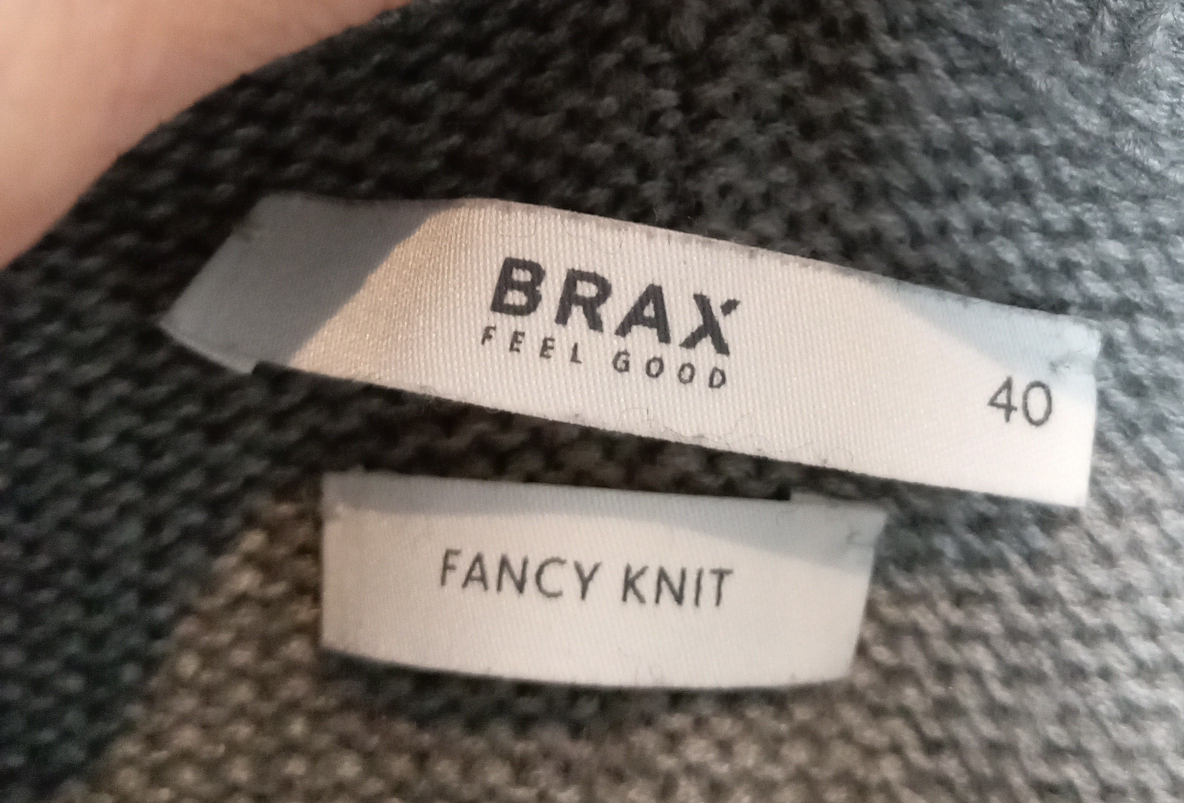 BRAX
FEEL GOOD
40
FANCY KNIT